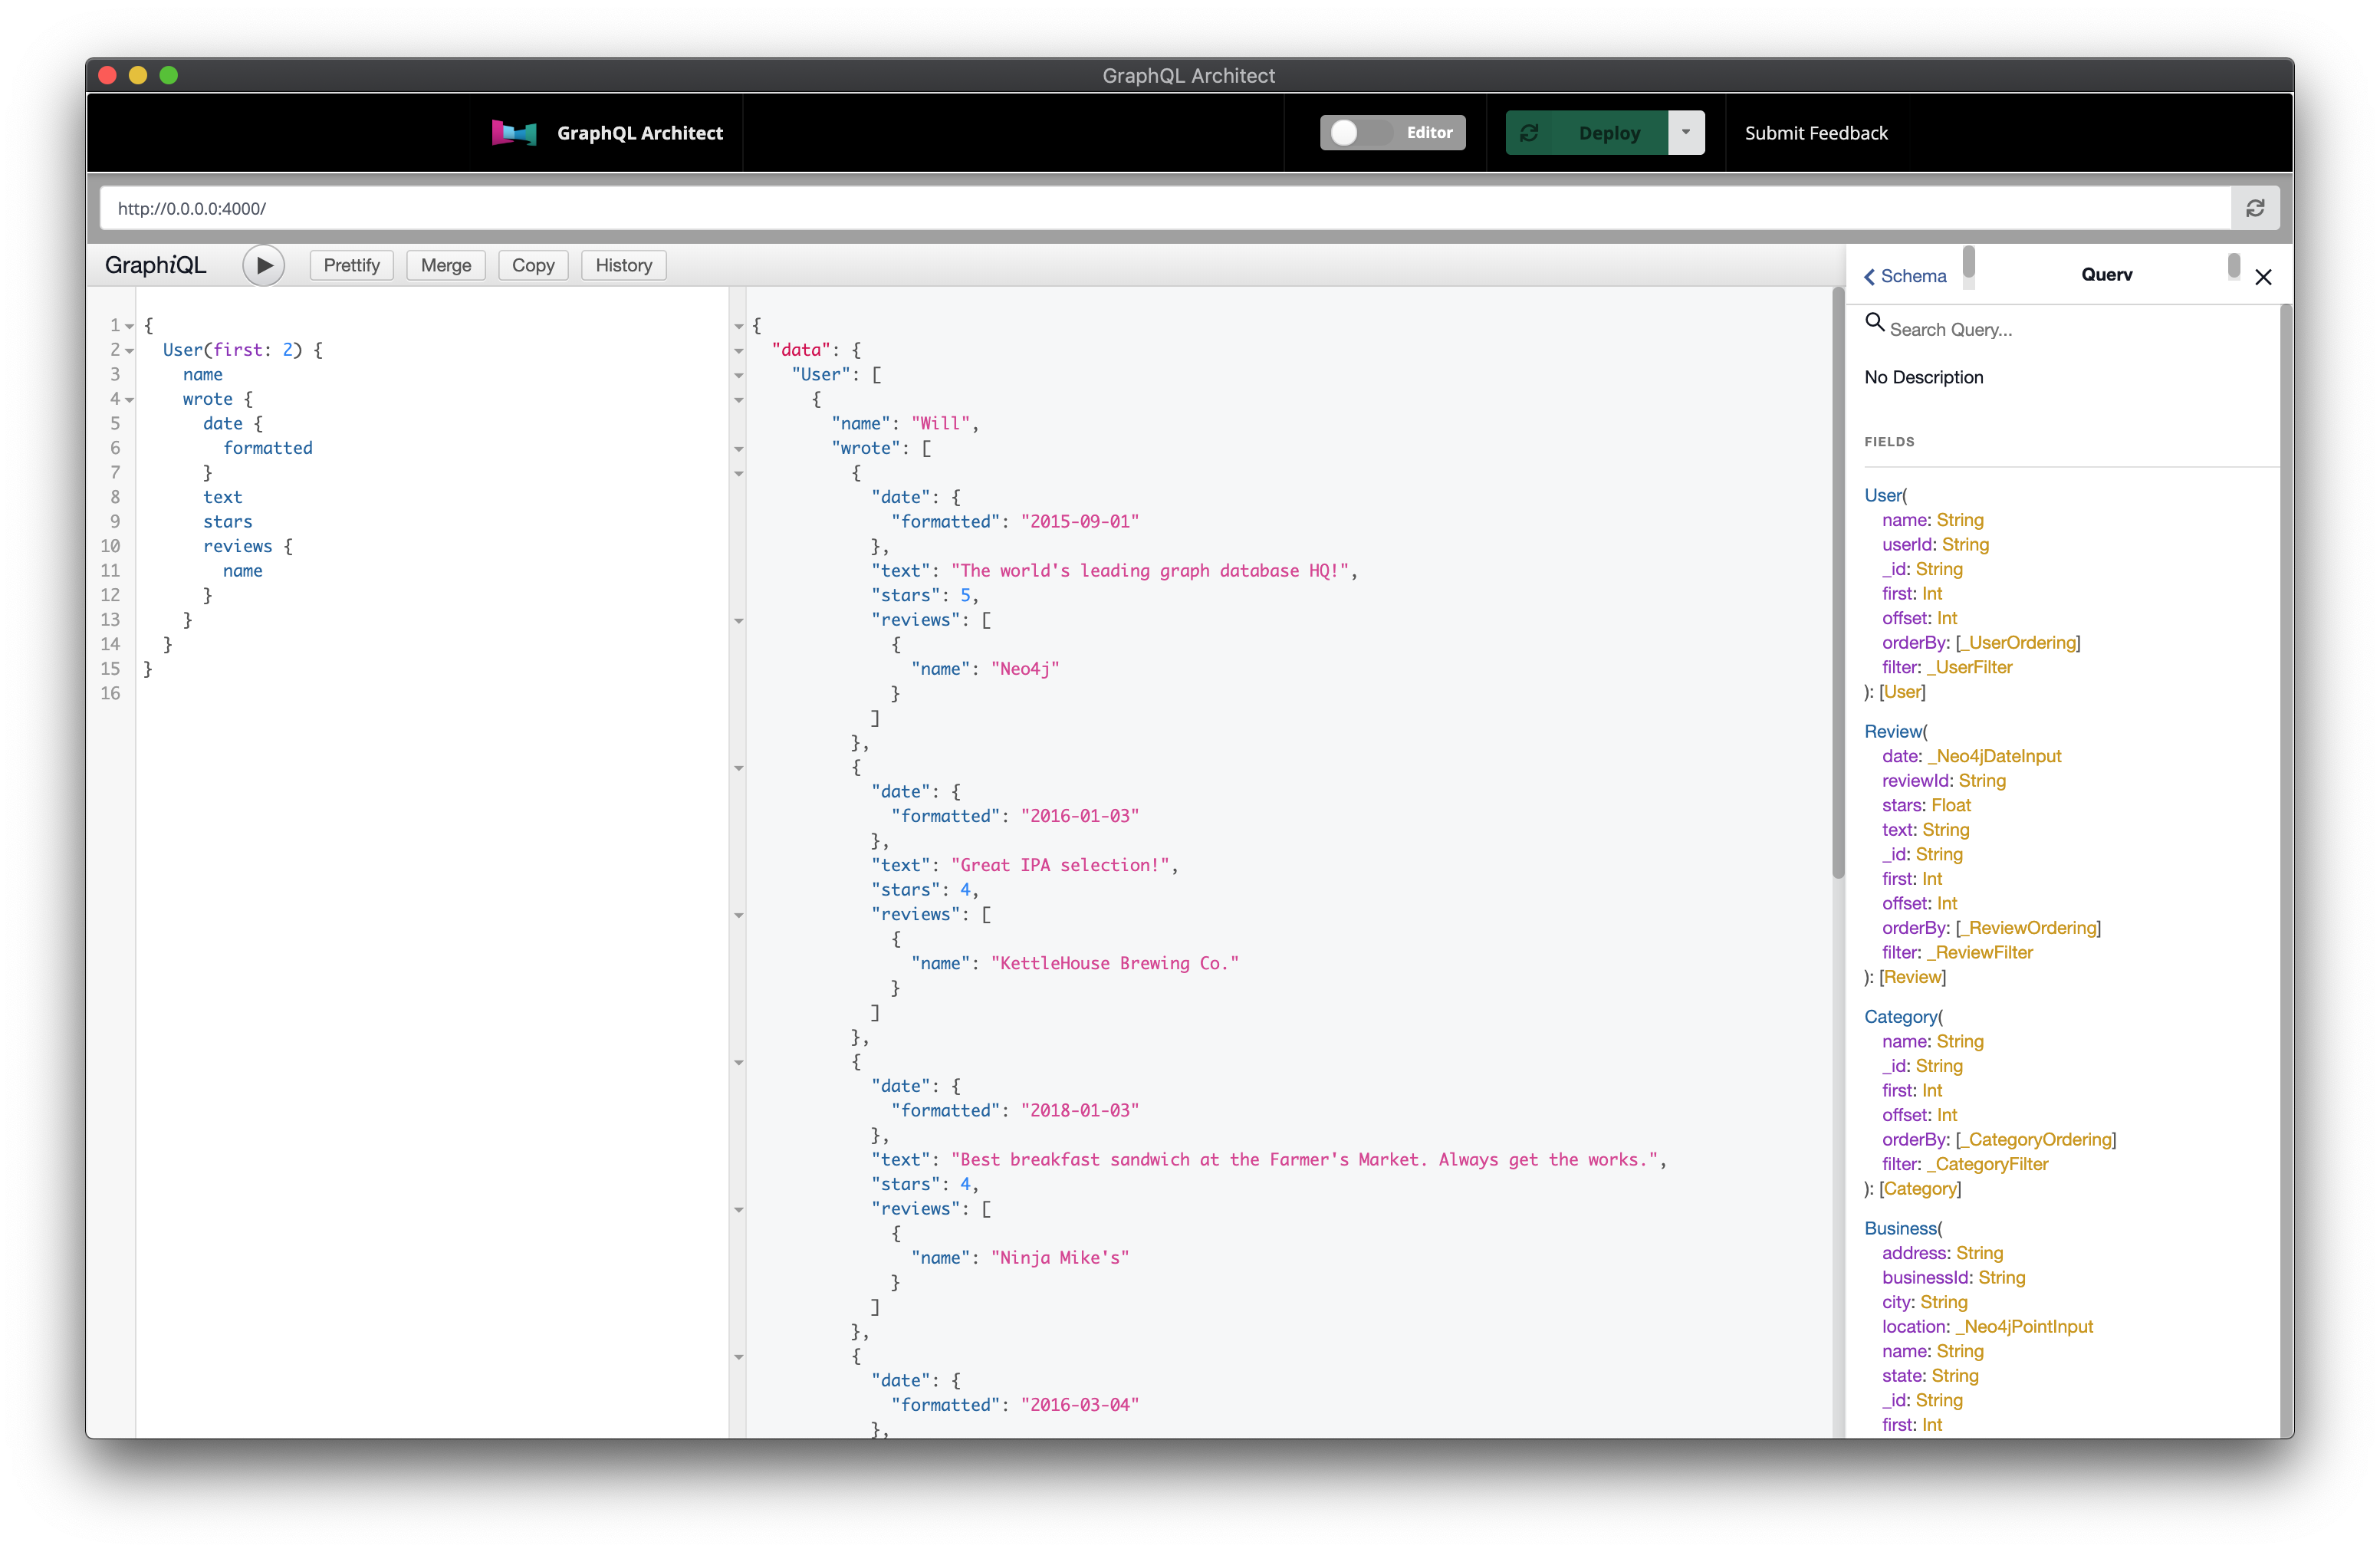 GraphQL Architect
GraphQL Architect
Editor
Deploy
Submit Feedback
http://0.0.0.0:4000/
GraphiQL
Prettify
Merge
Copy
History
1 {
2 User(first: 2) {
3 name
4 wrote {
5 date {
6 formatted
7 }
8 text
9 stars
10 reviews {
11 name
12 }
13 }
14 }
15 }
16
{
"data": {
"User": [
{
"name": "Will",
"wrote": [
{
"date": {
"formatted": "2015-09-01"
},
"text": "The world's leading graph database HQ!",
"stars": 5,
"reviews": [
{
"name": "Neo4j"
}
]
},
{
"date": {
"formatted": "2016-01-03"
},
"text": "Great IPA selection!",
"stars": 4,
"reviews": [
{
"name": "KettleHouse Brewing Co."
}
]
},
{
"date": {
"formatted": "2018-01-03"
},
"text": "Best breakfast sandwich at the Farmer's Market. Always get the works.",
"stars": 4,
"reviews": [
{
"name": "Ninja Mike's"
}
]
},
{
"date": {
"formatted": "2016-03-04"
},
Schema
Query
Search Query...
No Description
FIELDS
User(
name: String
userId: String
_id: String
first: Int
offset: Int
orderBy: [_UserOrdering]
filter: _UserFilter
): [User]
Review(
date: _Neo4jDateInput
reviewId: String
stars: Float
text: String
_id: String
first: Int
offset: Int
orderBy: [_ReviewOrdering]
filter: _ReviewFilter
): [Review]
Category(
name: String
_id: String
first: Int
offset: Int
orderBy: [_CategoryOrdering]
filter: _CategoryFilter
): [Category]
Business(
address: String
businessId: String
city: String
location: _Neo4jPointInput
name: String
state: String
_id: String
first: Int